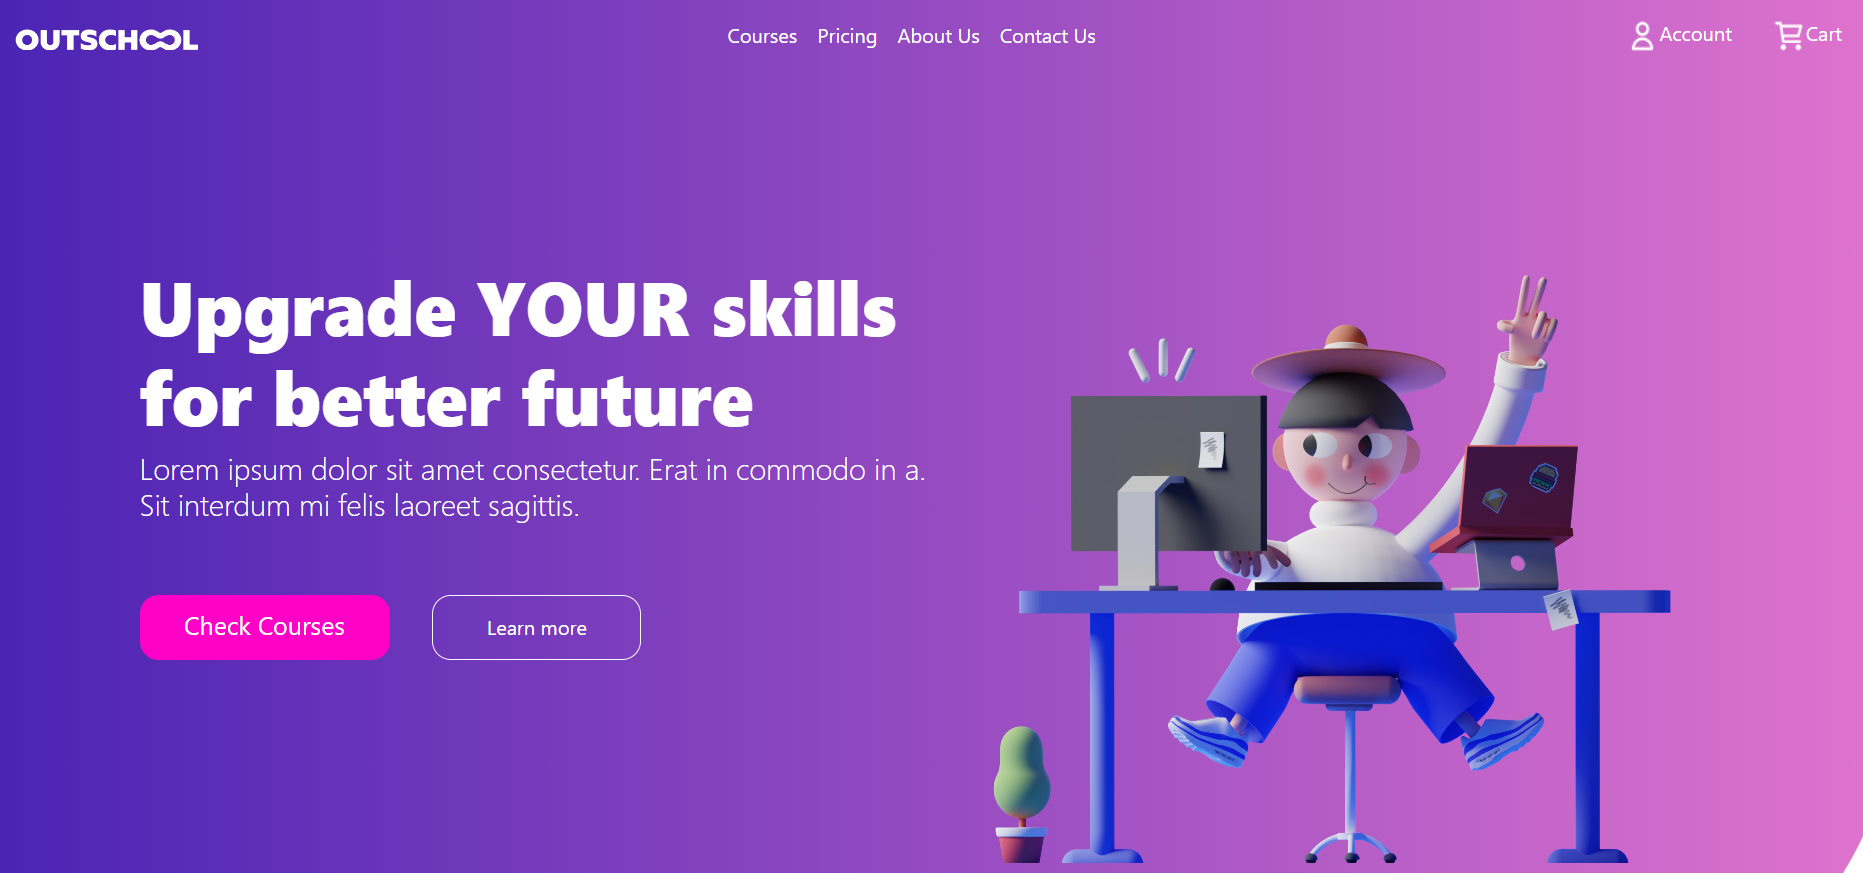 OUTSCHOOL
Courses Pricing About Us Contact Us
Account
Cart
Upgrade YOUR skills
for better future
Lorem ipsum dolor sit amet consectetur. Erat in commodo in a.
Sit interdum mi felis laoreet sagittis.
Check Courses
Learn more